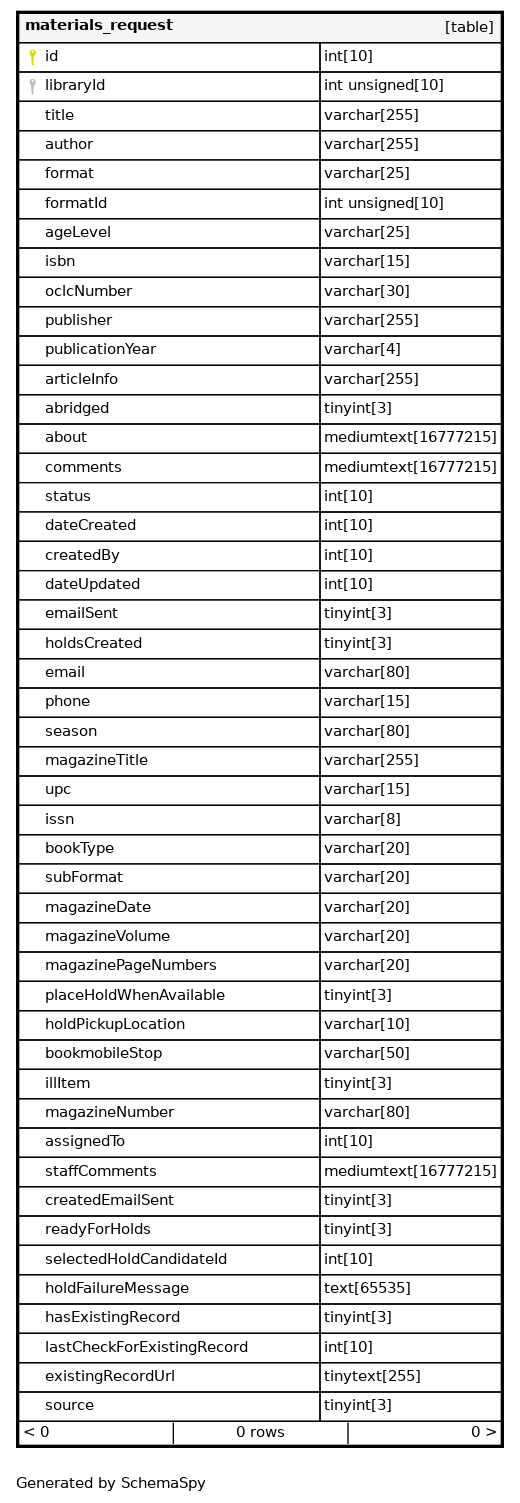 materials_request [table]
id int[10]
libraryId int unsigned[10]
title varchar[255]
author varchar[255]
format varchar[25]
formatId int unsigned[10]
ageLevel varchar[25]
isbn varchar[15]
oclcNumber varchar[30]
publisher varchar[255]
publicationYear varchar[4]
articleInfo varchar[255]
abridged tinyint[3]
about mediumtext[16777215]
comments mediumtext[16777215]
status int[10]
dateCreated int[10]
createdBy int[10]
dateUpdated int[10]
emailSent tinyint[3]
holdsCreated tinyint[3]
email varchar[80]
phone varchar[15]
season varchar[80]
magazineTitle varchar[255]
upc varchar[15]
issn varchar[8]
bookType varchar[20]
subFormat varchar[20]
magazineDate varchar[20]
magazineVolume varchar[20]
magazinePageNumbers varchar[20]
placeHoldWhenAvailable tinyint[3]
holdPickupLocation varchar[10]
bookmobileStop varchar[50]
illItem tinyint[3]
magazineNumber varchar[80]
assignedTo int[10]
staffComments mediumtext[16777215]
createdEmailSent tinyint[3]
readyForHolds tinyint[3]
selectedHoldCandidateId int[10]
holdFailureMessage text[65535]
hasExistingRecord tinyint[3]
lastCheckForExistingRecord int[10]
existingRecordUrl tinytext[255]
source tinyint[3]
< 0 0 rows 0 >
Generated by SchemaSpy